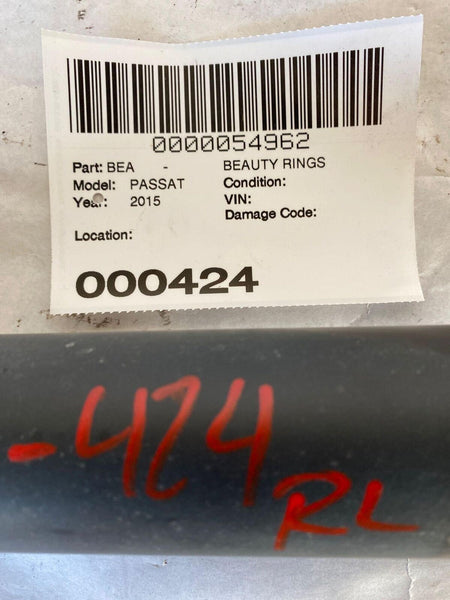 0000054962
Part: BEA - BEAUTY RINGS
Model: PASSAT Condition:
Year: 2015 VIN:
Damage Code:
Location:
000424
-424
RL